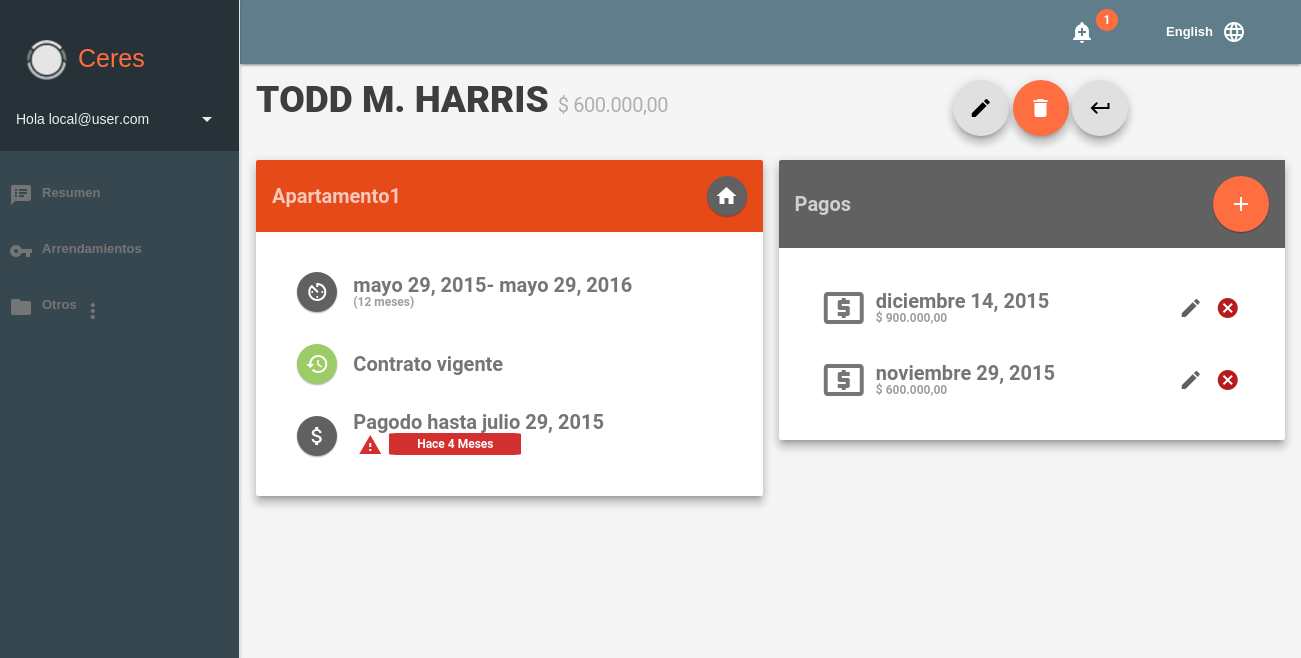 Ceres
Hola local@user.com
Resumen
Arrendamientos
Otros
1
English
TODD M. HARRIS $ 600.000,00
Apartamento1
mayo 29, 2015- mayo 29, 2016
(12 meses)
Contrato vigente
Pagodo hasta julio 29, 2015
Hace 4 Meses
Pagos
diciembre 14, 2015
$ 900.000,00
noviembre 29, 2015
$ 600.000,00